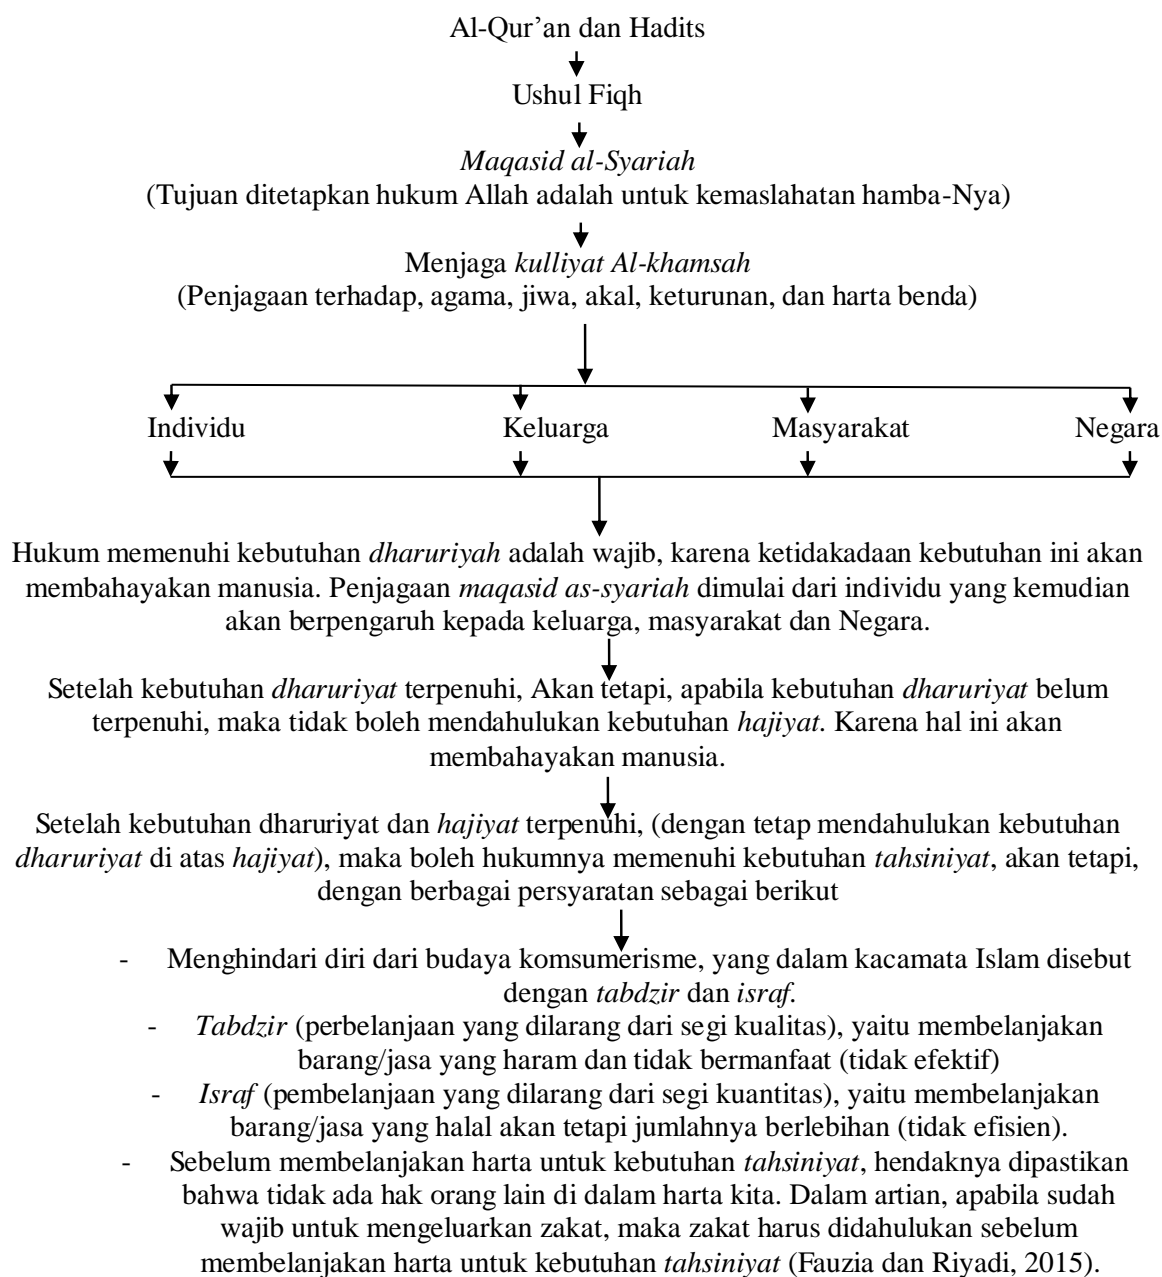 Al-Qur’an dan Hadits
Ushul Fiqh
Maqasid al-Syariah
(Tujuan ditetapkan hukum Allah adalah untuk kemaslahatan hamba-Nya)
Menjaga kulliyat Al-khamsah
(Penjagaan terhadap, agama, jiwa, akal, keturunan, dan harta benda)
Individu Keluarga Masyarakat Negara
Hukum memenuhi kebutuhan dharuriyah adalah wajib, karena ketidakadaan kebutuhan ini akan
membahayakan manusia. Penjagaan maqasid as-syariah dimulai dari individu yang kemudian
akan berpengaruh kepada keluarga, masyarakat dan Negara.
Setelah kebutuhan dharuriyat terpenuhi, Akan tetapi, apabila kebutuhan dharuriyat belum
terpenuhi, maka tidak boleh mendahulukan kebutuhan hajiyat. Karena hal ini akan
membahayakan manusia.
Setelah kebutuhan dharuriyat dan hajiyat terpenuhi, (dengan tetap mendahulukan kebutuhan
dharuriyat di atas hajiyat), maka boleh hukumnya memenuhi kebutuhan tahsiniyat, akan tetapi,
dengan berbagai persyaratan sebagai berikut
- Menghindari diri dari budaya komsumerisme, yang dalam kacamata Islam disebut
dengan tabdzir dan israf.
- Tabdzir (perbelanjaan yang dilarang dari segi kualitas), yaitu membelanjakan
barang/jasa yang haram dan tidak bermanfaat (tidak efektif)
- Israf (pembelanjaan yang dilarang dari segi kuantitas), yaitu membelanjakan
barang/jasa yang halal akan tetapi jumlahnya berlebihan (tidak efisien).
- Sebelum membelanjakan harta untuk kebutuhan tahsiniyat, hendaknya dipastikan
bahwa tidak ada hak orang lain di dalam harta kita. Dalam artian, apabila sudah
wajib untuk mengeluarkan zakat, maka zakat harus didahulukan sebelum
membelanjakan harta untuk kebutuhan tahsiniyat (Fauzia dan Riyadi, 2015).